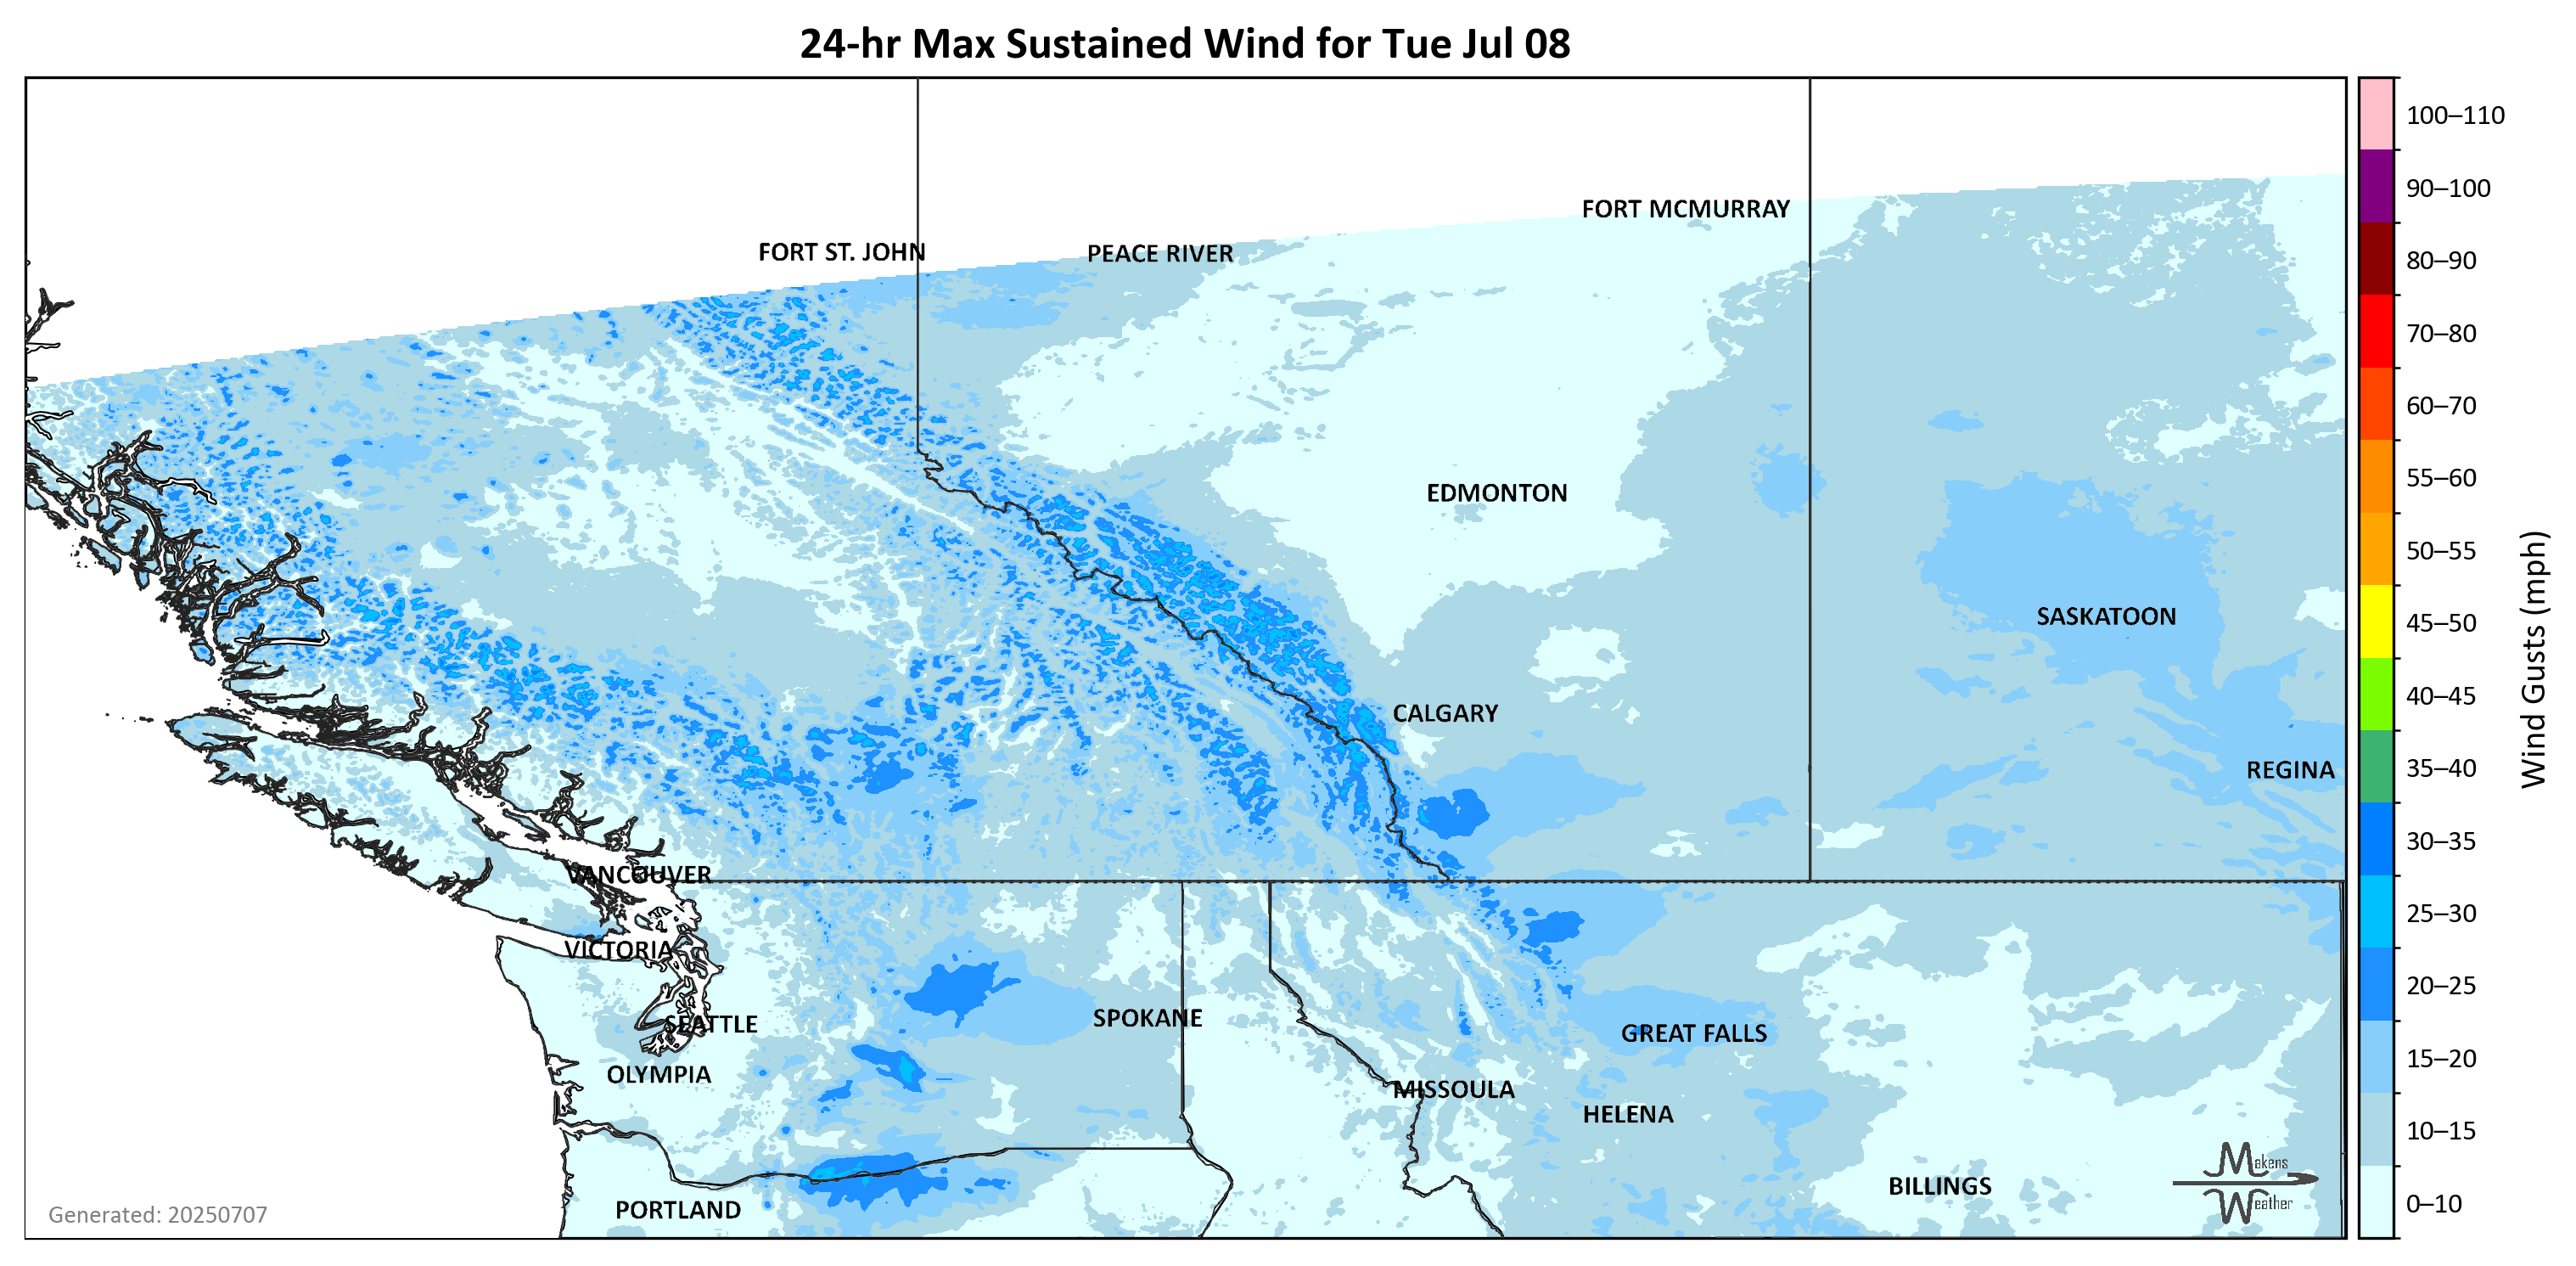 24-hr Max Sustained Wind for Tue Jul 08
100–110
90–100
80–90
70–80
60–70
55–60
50–55
45–50
40–45
35–40
30–35
25–30
20–25
15–20
10–15
0–10
Wind Gusts (mph)
FORT MCMURRAY
FORT ST. JOHN
PEACE RIVER
EDMONTON
SASKATOON
CALGARY
REGINA
VANCOUVER
VICTORIA
SPOKANE
SEATTLE
GREAT FALLS
OLYMPIA
MISSOULA
HELENA
BILLINGS
PORTLAND
Makens
Weather
Generated: 20250707